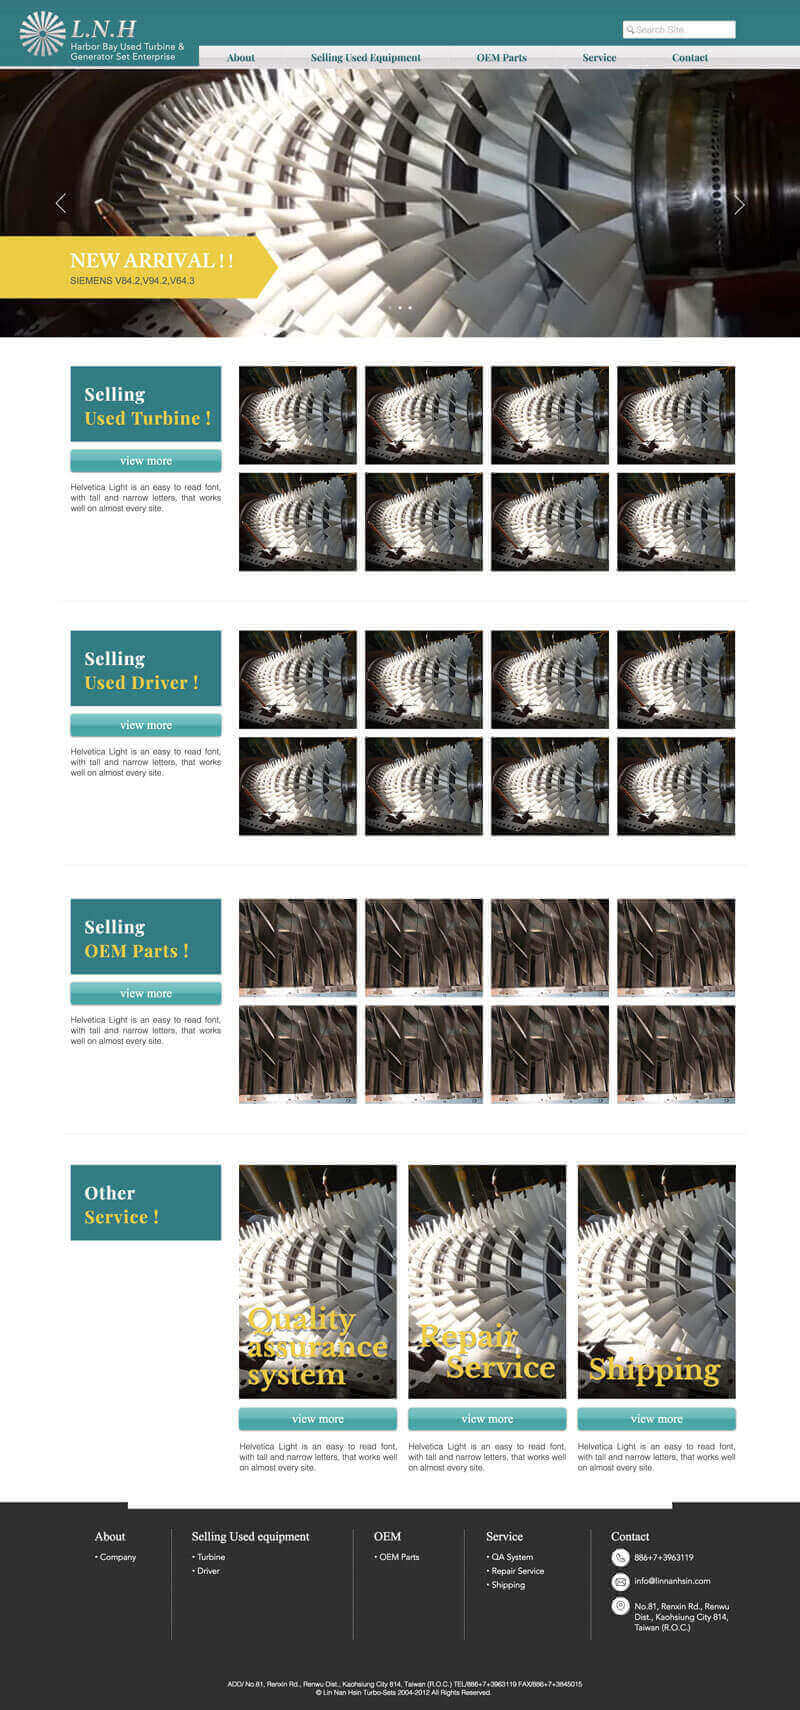 L.N.H
Harbor Bay Used Turbine &
Generator Set Enterprise
Search Site
About
Selling Used Equipment
OEM Parts
Service
Contact
NEW ARRIVAL ! !
SIEMENS V84.2,V94.2,V64.3
Selling
Used Turbine !
view more
Helvetica Light is an easy to read font,
with tall and narrow letters, that works
well on almost every site.
Selling
Used Driver !
view more
Helvetica Light is an easy to read font,
with tall and narrow letters, that works
well on almost every site.
Selling
OEM Parts !
view more
Helvetica Light is an easy to read font,
with tall and narrow letters, that works
well on almost every site.
Other
Service !
Quality
assurance
system
view more
Helvetica Light is an easy to read font,
with tall and narrow letters, that works
on almost every site.
Repair
Service
view more
Helvetica Light is an easy to read font,
with tall and narrow letters, that works
on almost every site.
Shipping
view more
Helvetica Light is an easy to read font,
with tall and narrow letters, that works
on almost every site.
About
• Company
Selling Used equipment
• Turbine
• Driver
OEM
• OEM Parts
Service
• QA System
• Repair Service
• Shipping
Contact
886+7+3963119
info@linnanhsin.com
No.81, Renxin Rd., Renwu
Dist., Kaohsiung City 814,
Taiwan (R.O.C.)
ADD/ No.81, Renxin Rd., Renwu Dist., Kaohsiung City 814, Taiwan (R.O.C.) TEL/886+7+3963119 FAX/886+7+3845015
© Lin Nan Hsin Turbo-Sets 2004-2012 All Rights Reserved.